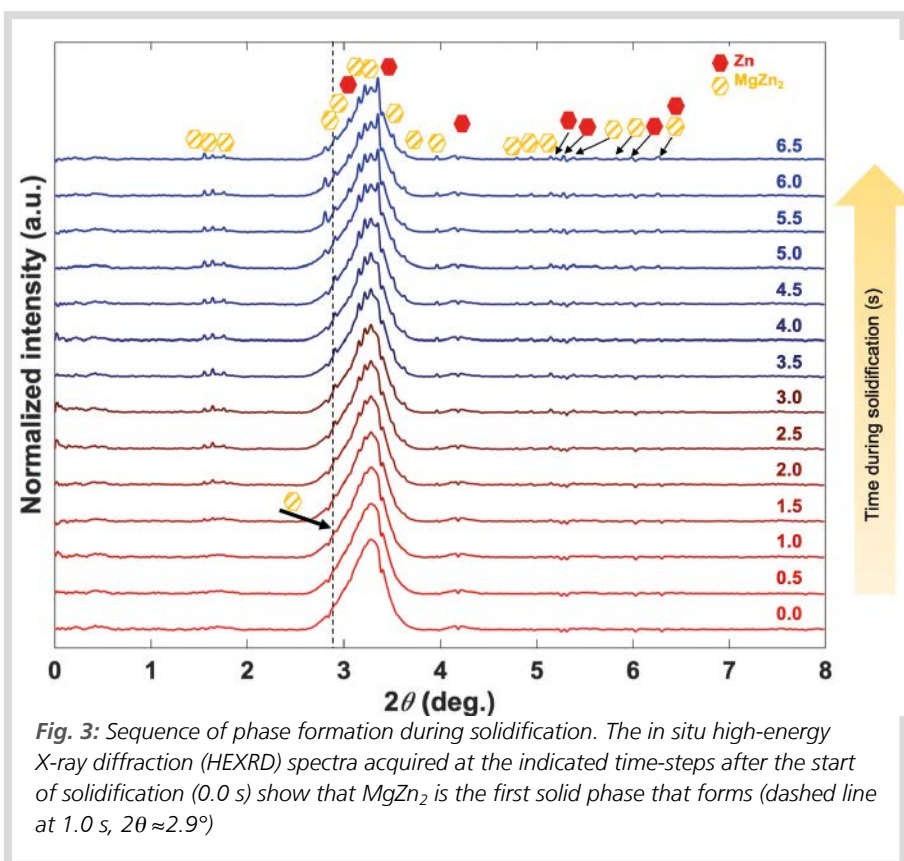 Zn
MgZn₂
6.5
6.0
5.5
5.0
4.5
4.0
3.5
3.0
2.5
2.0
1.5
1.0
0.5
0.0
Normalized intensity (a.u.)
Time during solidification (s)
0 1 2 3 4 5 6 7 8
2θ (deg.)
Fig. 3: Sequence of phase formation during solidification. The in situ high-energy
X-ray diffraction (HEXRD) spectra acquired at the indicated time-steps after the start
of solidification (0.0 s) show that MgZn₂ is the first solid phase that forms (dashed line
at 1.0 s, 2θ ≈2.9°)